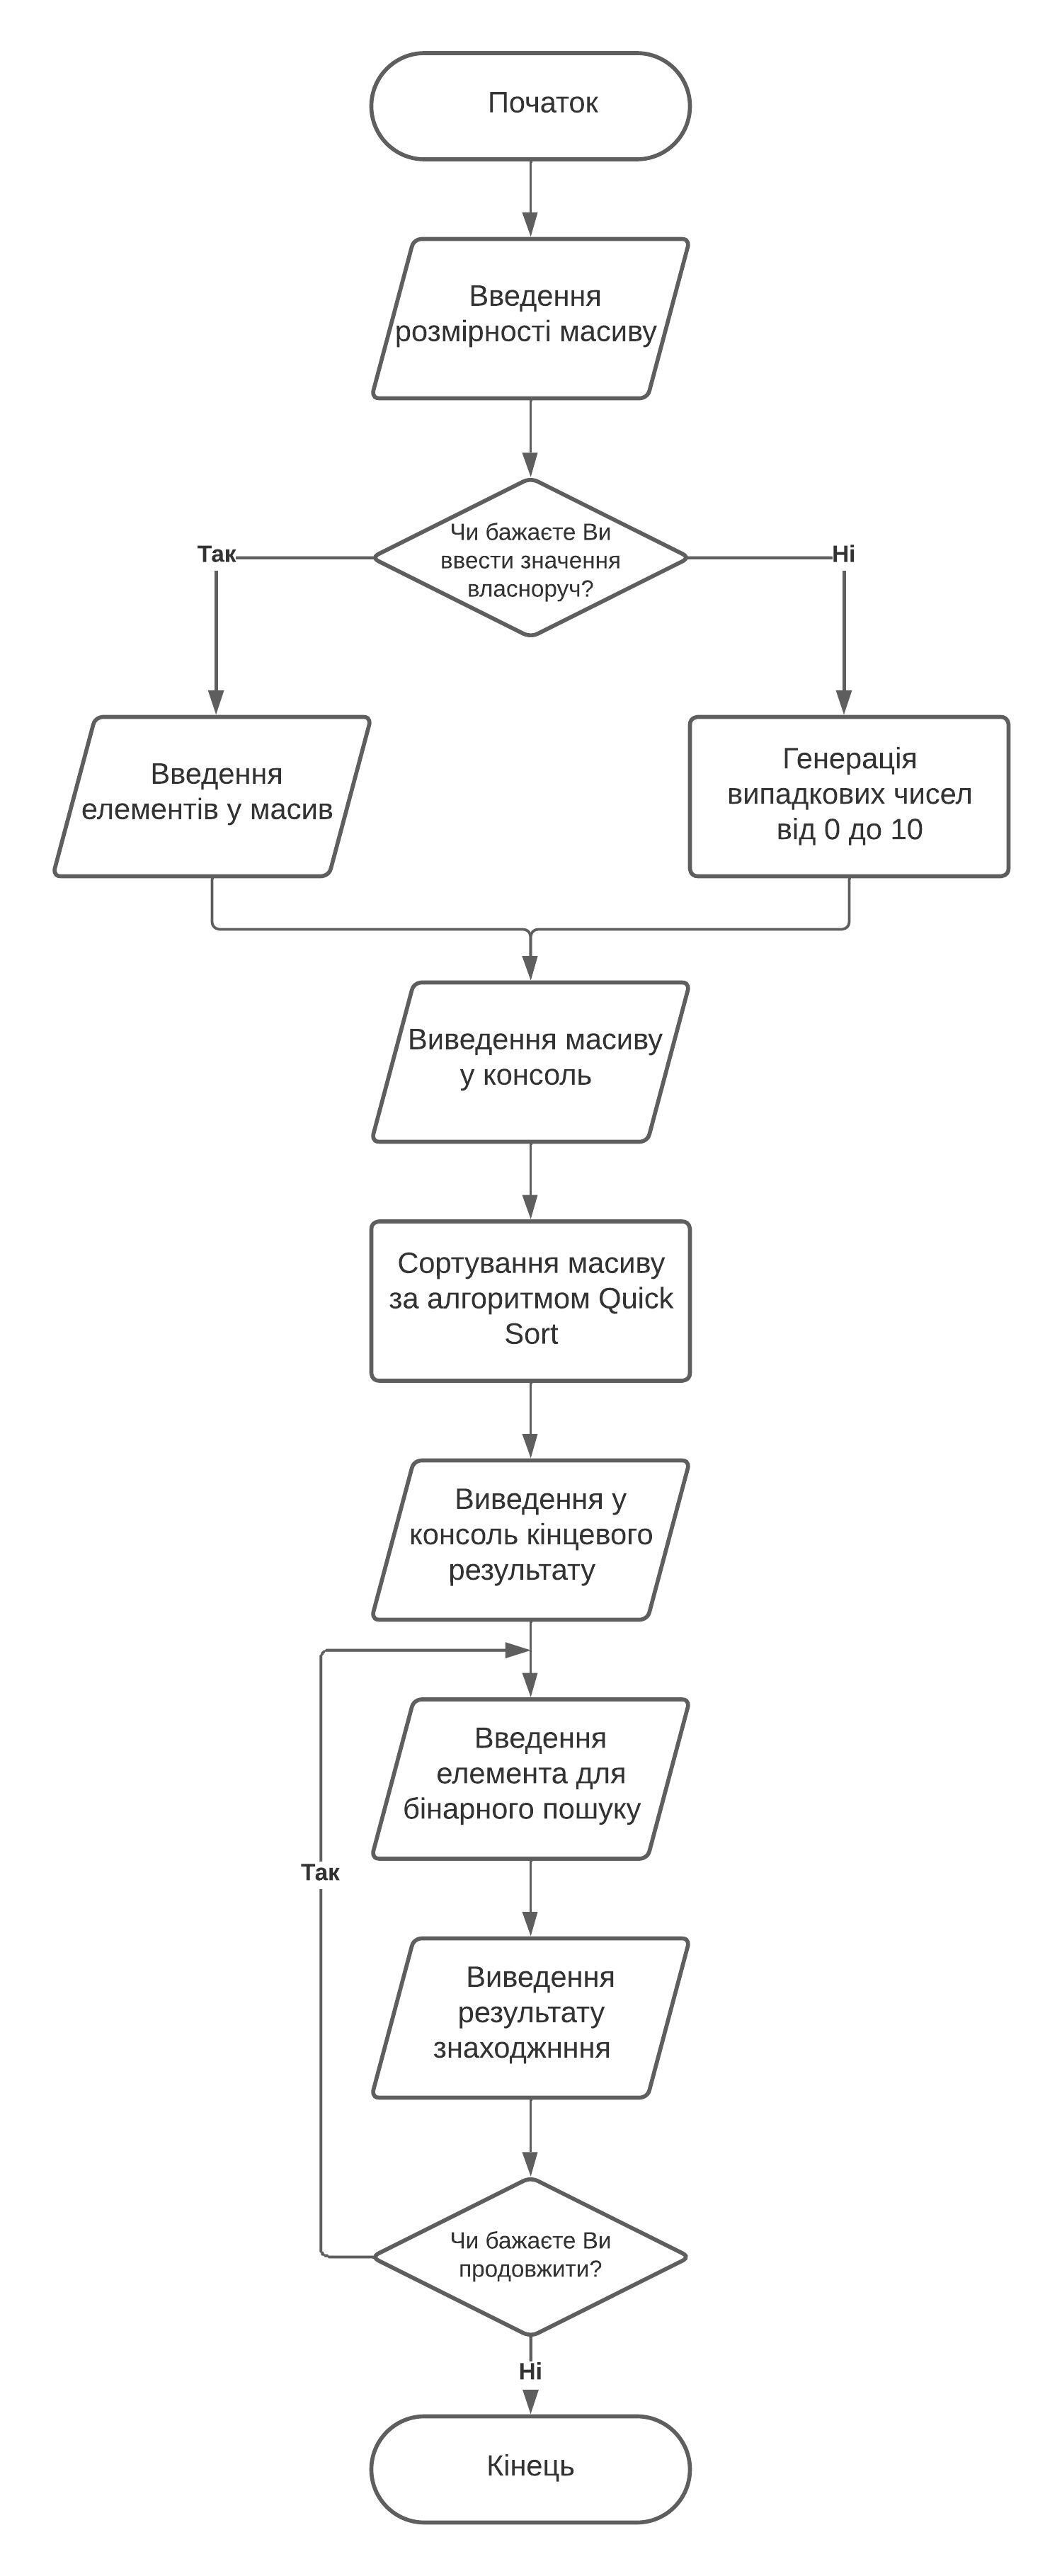 Початок
Введення
розмірності масиву
Чи бажаєте Ви
ввести значення
власноруч?
Так
Ні
Введення
елементів у масив
Генерація
випадкових чисел
від 0 до 10
Виведення масиву
у консоль
Сортування масиву
за алгоритмом Quick
Sort
Виведення у
консоль кінцевого
результату
Введення
елемента для
бінарного пошуку
Так
Виведення
результату
знаходжнння
Чи бажаєте Ви
продовжити?
Ні
Кінець